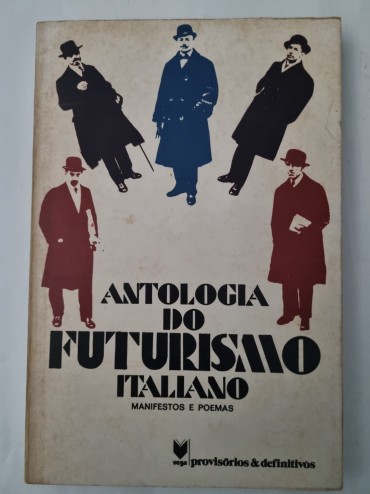 ANTOLOGIA
DO
FUTURISMO
ITALIANO
MANIFESTOS E POEMAS
vega provisórios & definitivos